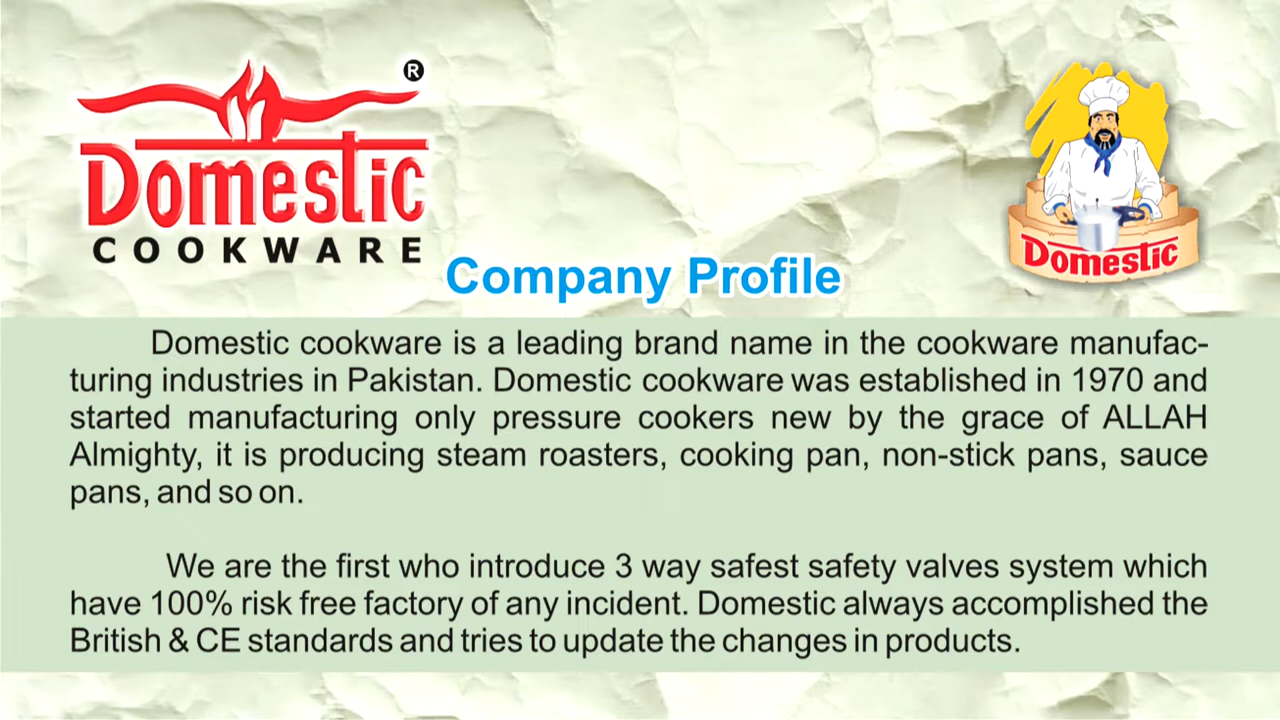 ®
Domestic
COOKWARE
Domestic
Company Profile
Domestic cookware is a leading brand name in the cookware manufac-
turing industries in Pakistan. Domestic cookware was established in 1970 and
started manufacturing only pressure cookers new by the grace of ALLAH
Almighty, it is producing steam roasters, cooking pan, non-stick pans, sauce
pans, and so on.
We are the first who introduce 3 way safest safety valves system which
have 100% risk free factory of any incident. Domestic always accomplished the
British & CE standards and tries to update the changes in products.